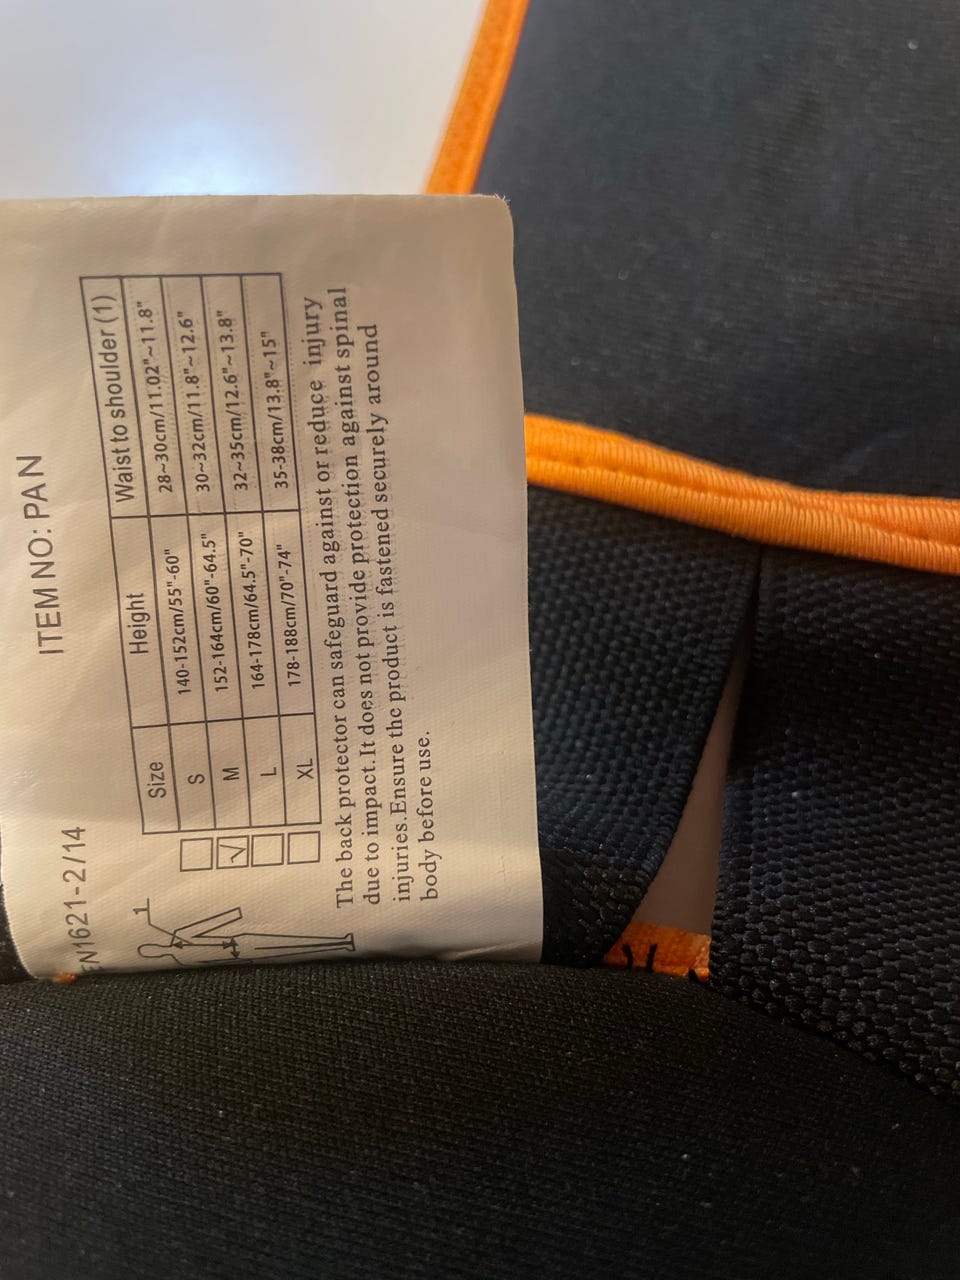 EN1621-2/14 ITEM NO: PAN
Size Height Waist to shoulder (1)
S 140-152cm/55"-60" 28~30cm/11.02"~11.8"
√ M 152-164cm/60"-64.5" 30~32cm/11.8"~12.6"
L 164-178cm/64.5"-70" 32~35cm/12.6"~13.8"
XL 178-188cm/70"-74" 35-38cm/13.8"~15"
1
The back protector can safeguard against or reduce injury
due to impact.It does not provide protection against spinal
injuries.Ensure the product is fastened securely around
body before use.